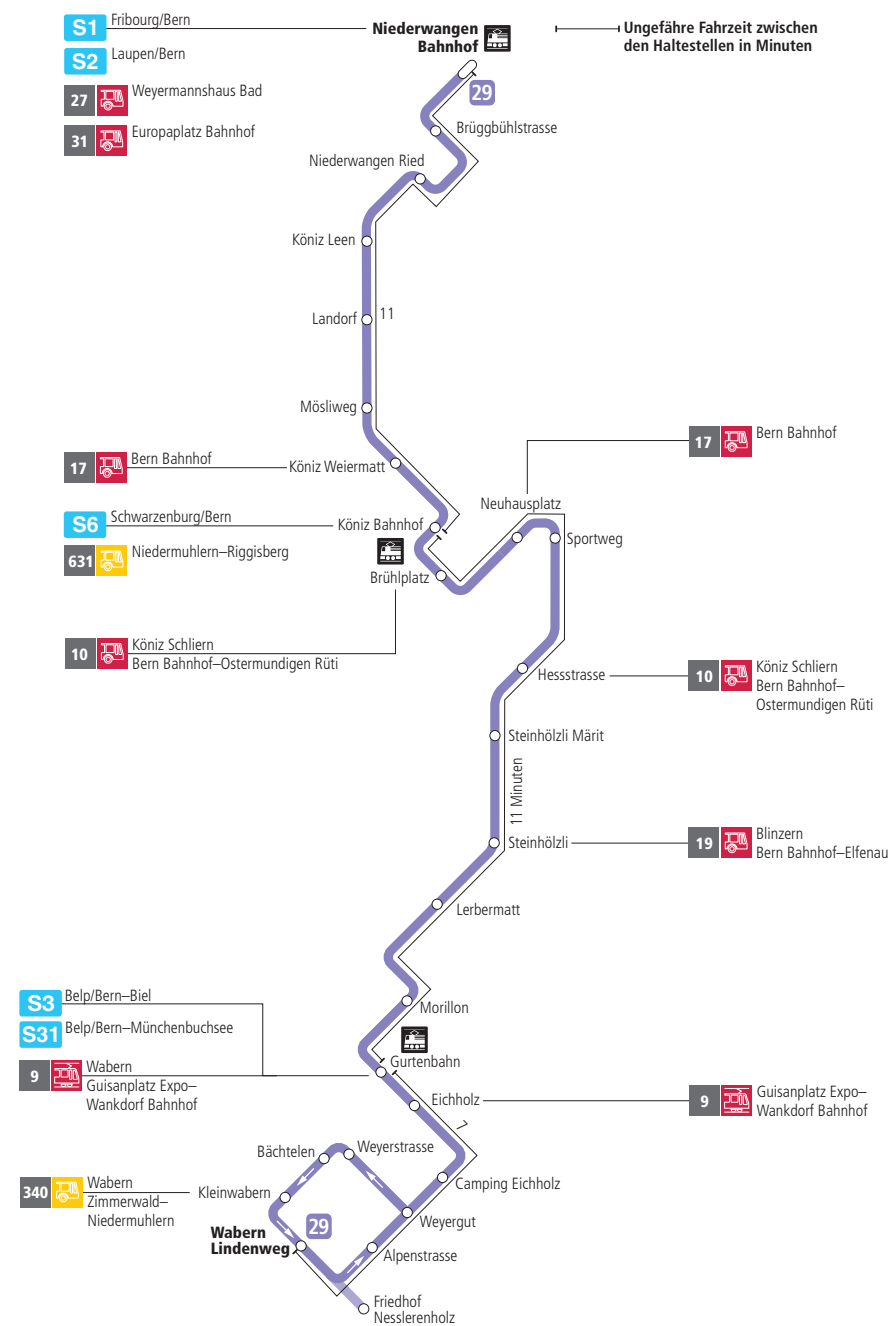 S1
Fribourg/Bern
S2
Laupen/Bern
27
Weyermannshaus Bad
31
Europaplatz Bahnhof
Niederwangen
Bahnhof
Ungefähre Fahrzeit zwischen
den Haltestellen in Minuten
29
Brüggbühlstrasse
Niederwangen Ried
Köniz Leen
Landorf
11
Mösliweg
17
Bern Bahnhof
Köniz Weiermatt
17
Bern Bahnhof
Neuhausplatz
S6
Schwarzenburg/Bern
Köniz Bahnhof
Sportweg
631
Niedermuhlern–Riggisberg
Brühlplatz
10
Köniz Schliern
Bern Bahnhof–Ostermundigen Rüti
Hessstrasse
10
Köniz Schliern
Bern Bahnhof–
Ostermundigen Rüti
Steinhölzli Märit
11 Minuten
Steinhölzli
19
Blinzern
Bern Bahnhof–Elfenau
Lerbermatt
S3
Belp/Bern–Biel
Morillon
S31
Belp/Bern–Münchenbuchsee
Gurtenbahn
9
Wabern
Guisanplatz Expo–
Wankdorf Bahnhof
Eichholz
9
Guisanplatz Expo–
Wankdorf Bahnhof
7
Bächtelen
Weyerstrasse
Camping Eichholz
340
Wabern
Zimmerwald–
Niedermuhlern
Kleinwabern
Weyergut
29
Wabern
Lindenweg
Alpenstrasse
Friedhof
Nesslerenholz